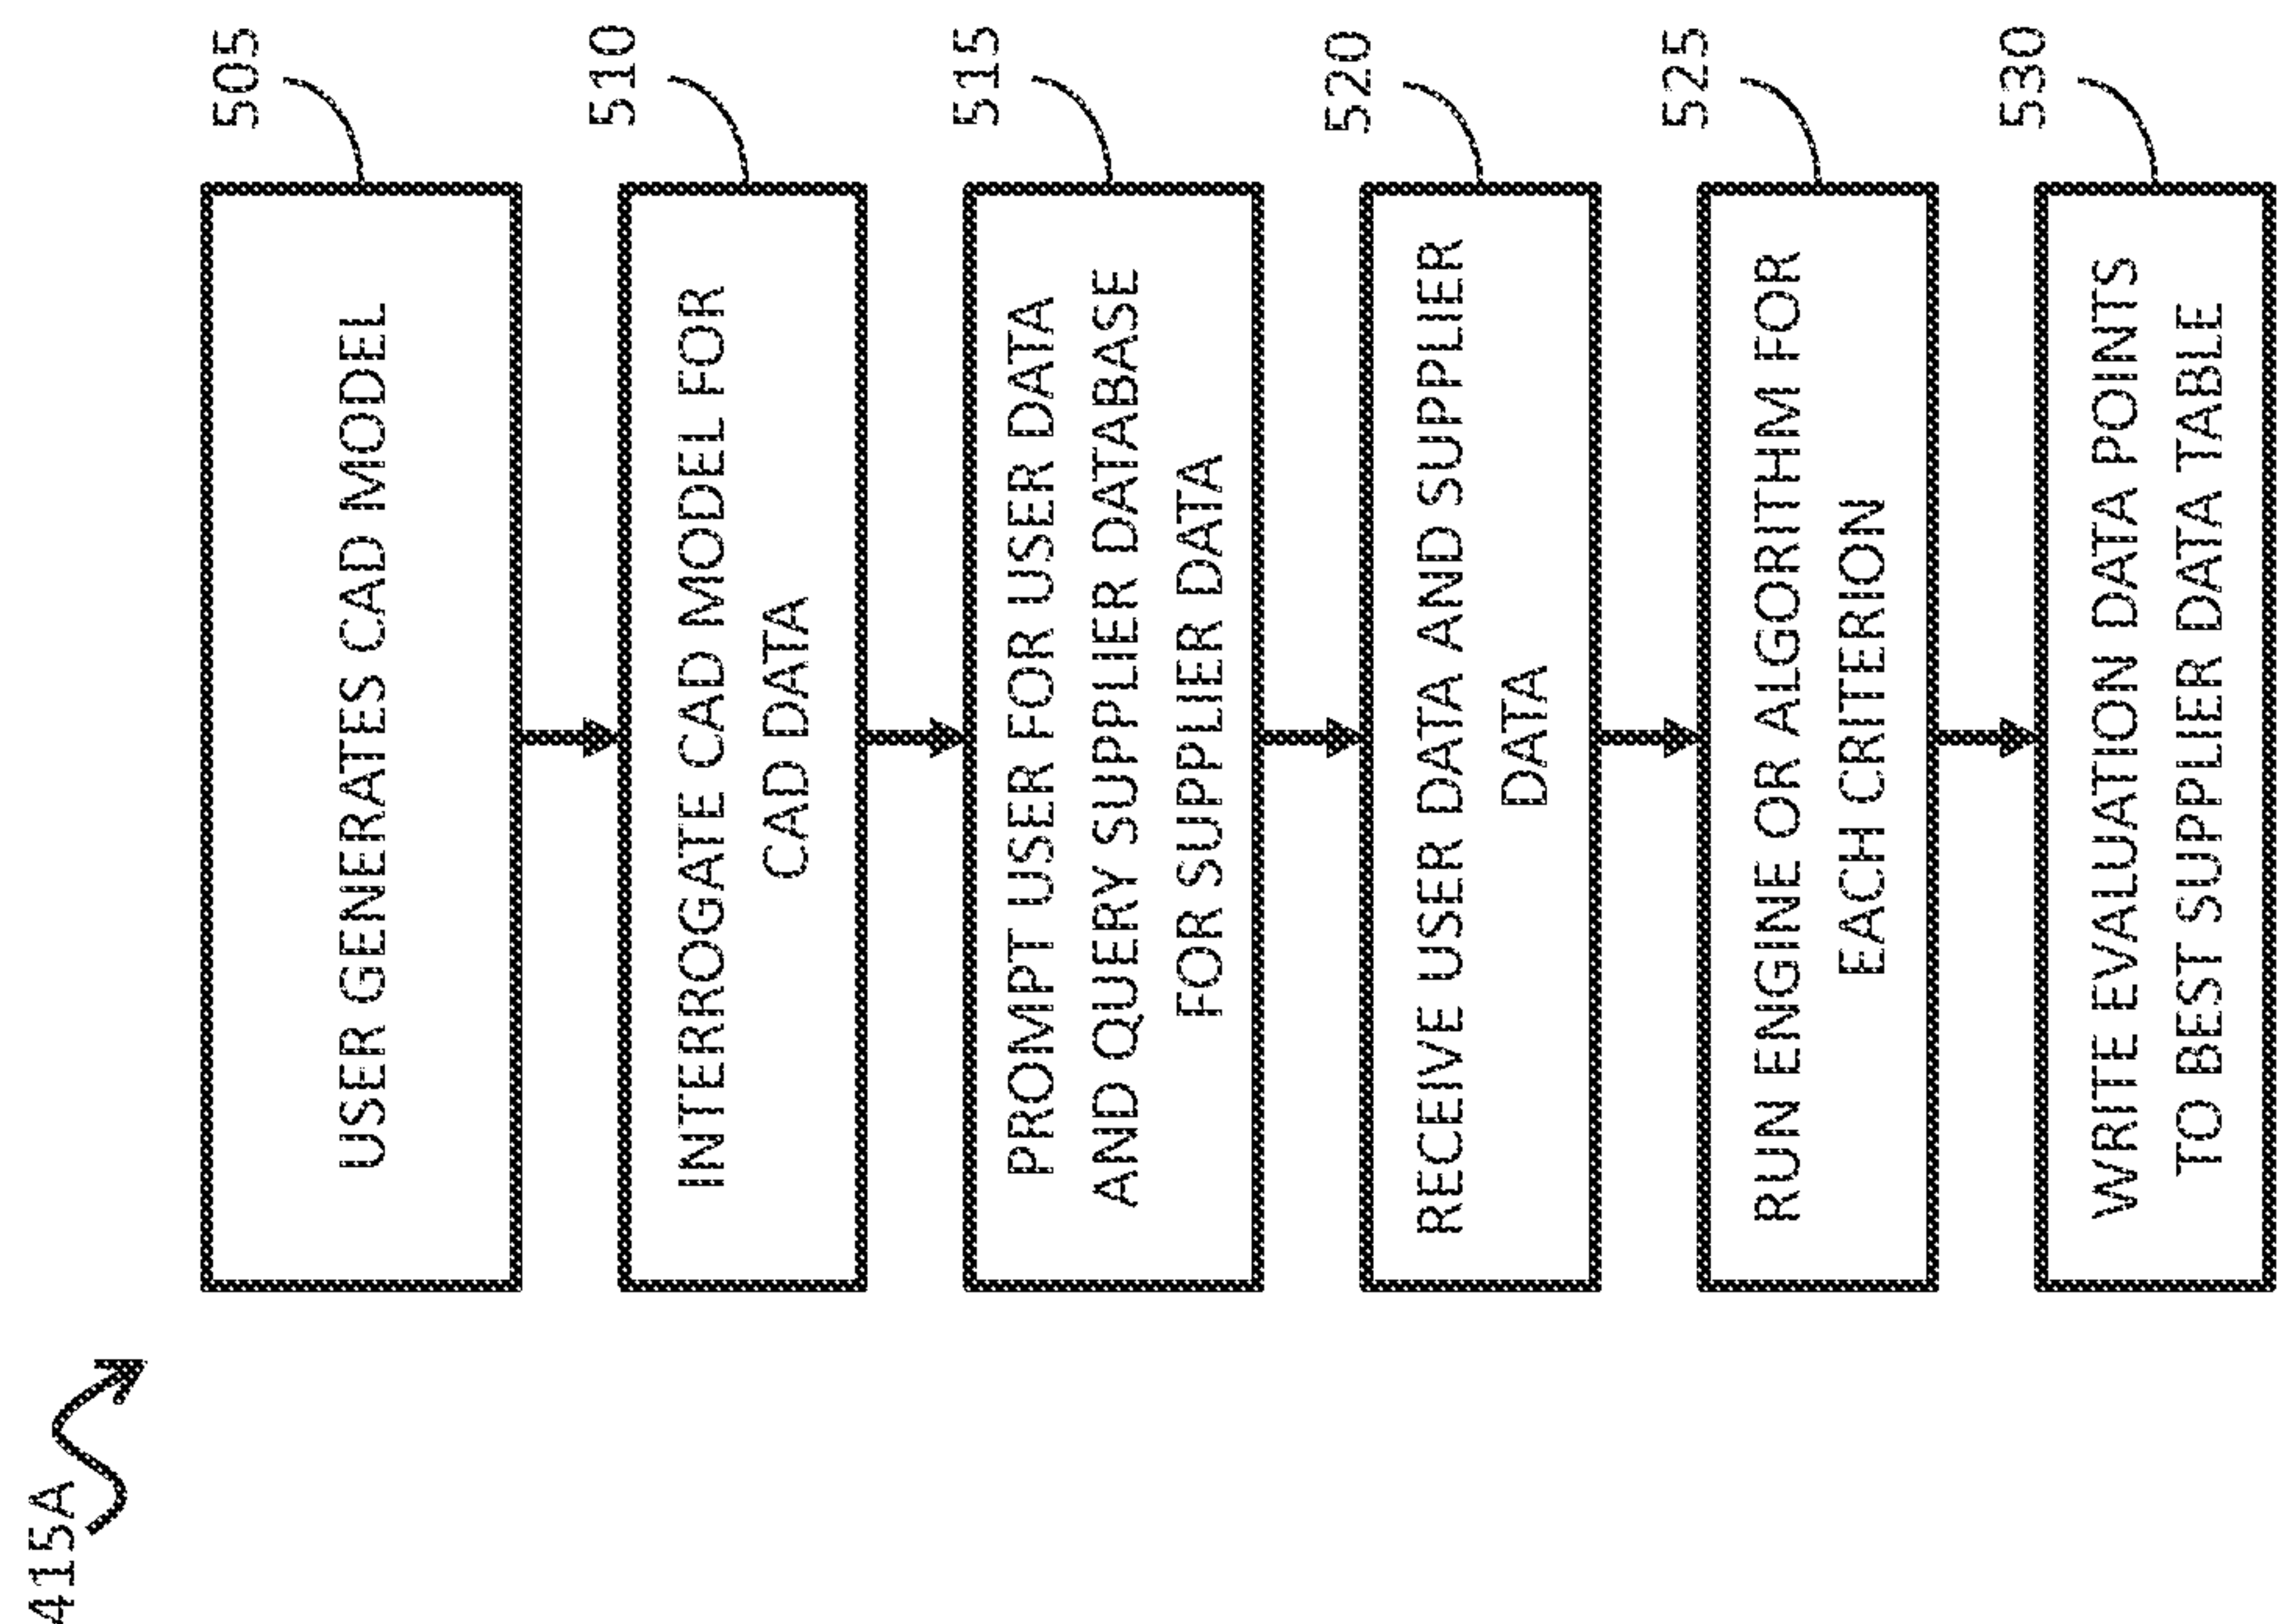 415A
505
USER GENERATES CAD MODEL
510
INTERROGATE CAD MODEL FOR
CAD DATA
515
PROMPT USER FOR USER DATA
AND QUERY SUPPLIER DATABASE
FOR SUPPLIER DATA
520
RECEIVE USER DATA AND SUPPLIER
DATA
525
RUN ENGINE OR ALGORITHM FOR
EACH CRITERION
530
WRITE EVALUATION DATA POINTS
TO BEST SUPPLIER DATA TABLE